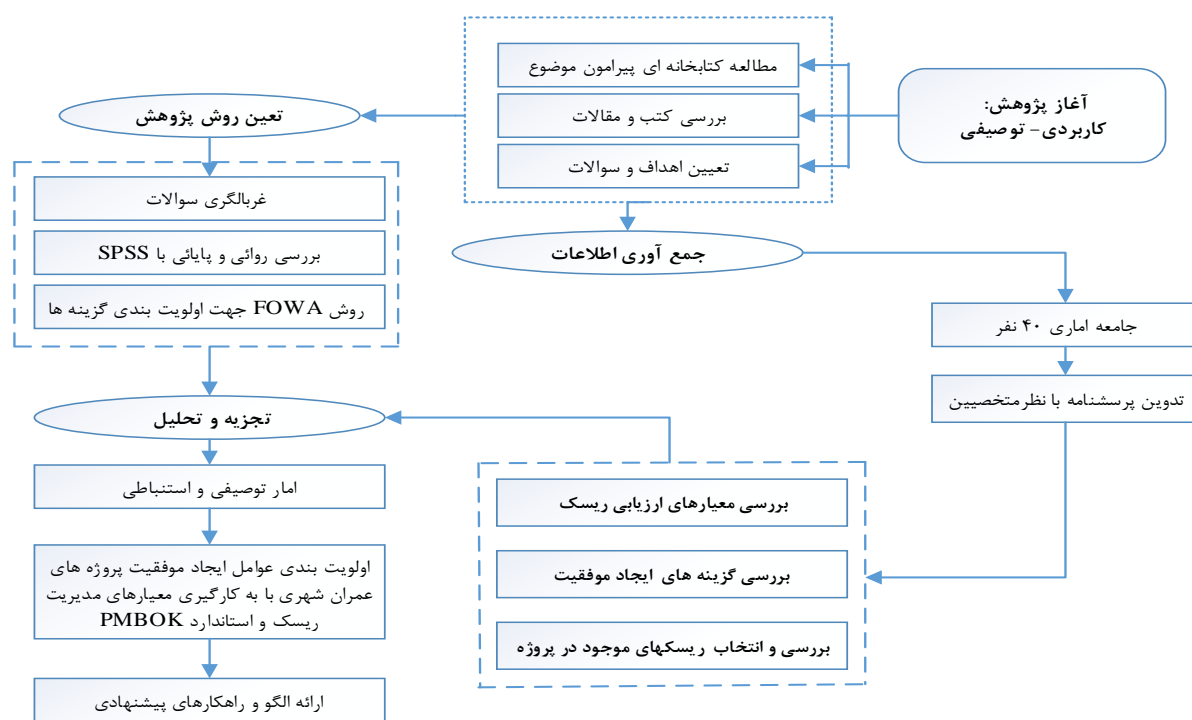 آغاز پژوهش:
کاربردی- توصیفی
مطالعه کتابخانه ای پیرامون موضوع
بررسی کتب و مقالات
تعیین اهداف و سوالات
تعین روش پژوهش
غربالگری سوالات
بررسی روائی و پایائی با SPSS
روش FOWA جهت اولویت بندی گزینه ها
جمع آوری اطلاعات
جامعه اماری ۴۰ نفر
تدوین پرسشنامه با نظرمتخصیین
بررسی معیارهای ارزیابی ریسک
بررسی گزینه های ایجاد موفقیت
بررسی و انتخاب ریسکهای موجود در پروژه
تجزیه و تحلیل
امار توصیفی و استنباطی
اولویت بندی عوامل ایجاد موفقیت پروژه های
عمران شهری با به کارگیری معیارهای مدیریت
ریسک و استاندارد PMBOK
ارائه الگو و راهکارهای پیشنهادی